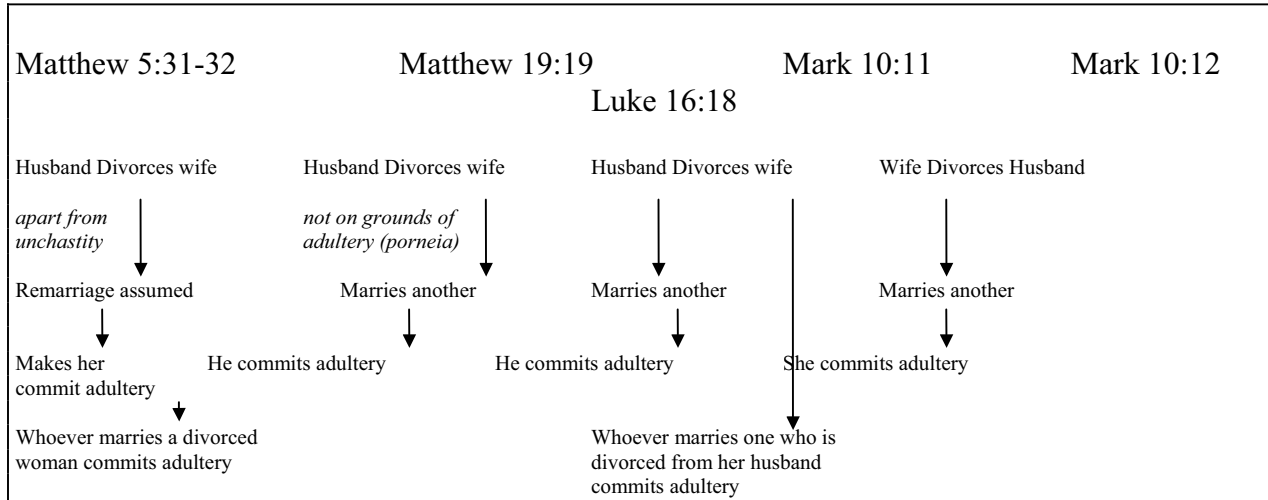 Matthew 5:31-32 Matthew 19:19 Mark 10:11 Mark 10:12
Luke 16:18
Husband Divorces wife Husband Divorces wife Husband Divorces wife Wife Divorces Husband
apart from
unchastity
not on grounds of
adultery (porneia)
Remarriage assumed Marries another Marries another Marries another
Makes her
commit adultery
He commits adultery He commits adultery She commits adultery
Whoever marries a divorced
woman commits adultery
Whoever marries one who is
divorced from her husband
commits adultery